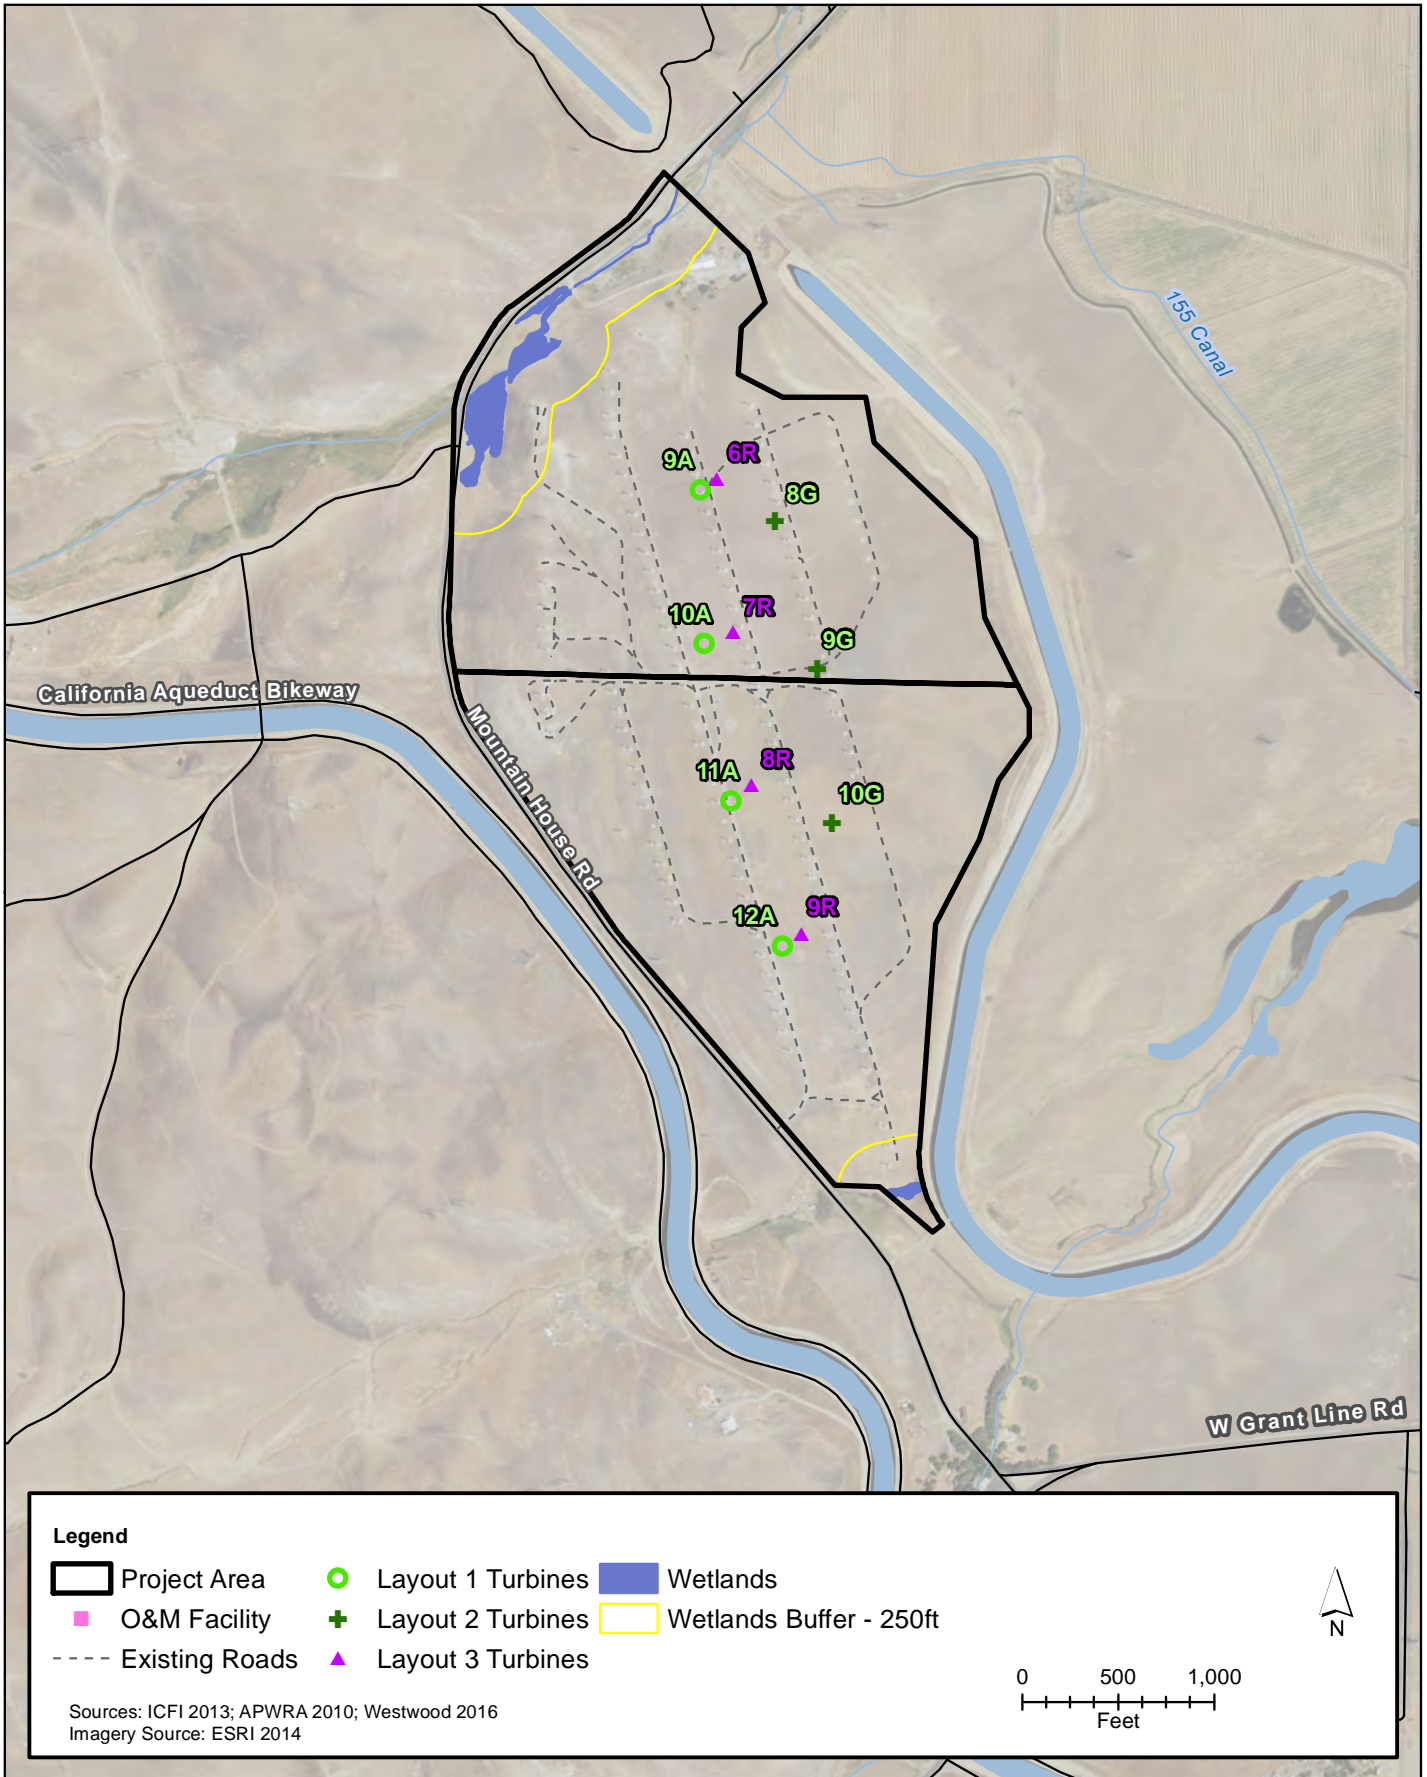 155 Canal
9A
6R
8G
10A
7R
9G
California Aqueduct Bikeway
Mountain House Rd
11A
8R
10G
12A
9R
W Grant Line Rd
Legend
Project Area
O&M Facility
Existing Roads
Layout 1 Turbines
Layout 2 Turbines
Layout 3 Turbines
Wetlands
Wetlands Buffer - 250ft
Sources: ICFI 2013; APWRA 2010; Westwood 2016
Imagery Source: ESRI 2014
0 500 1,000
Feet
N